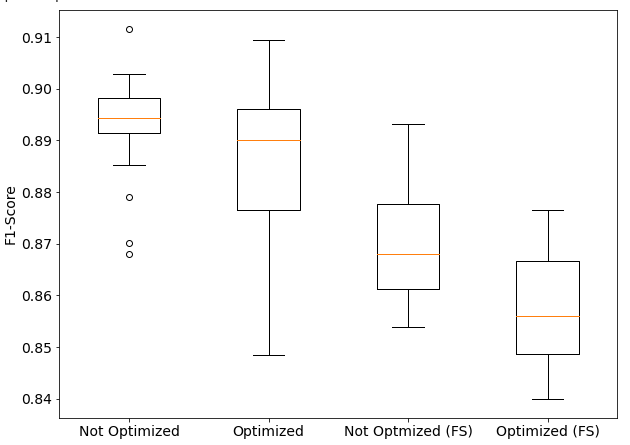 0.91
0.90
0.89
0.88
0.87
0.86
0.85
0.84
F1-Score
Not Optimized
Optimized
Not Optmized (FS)
Optimized (FS)